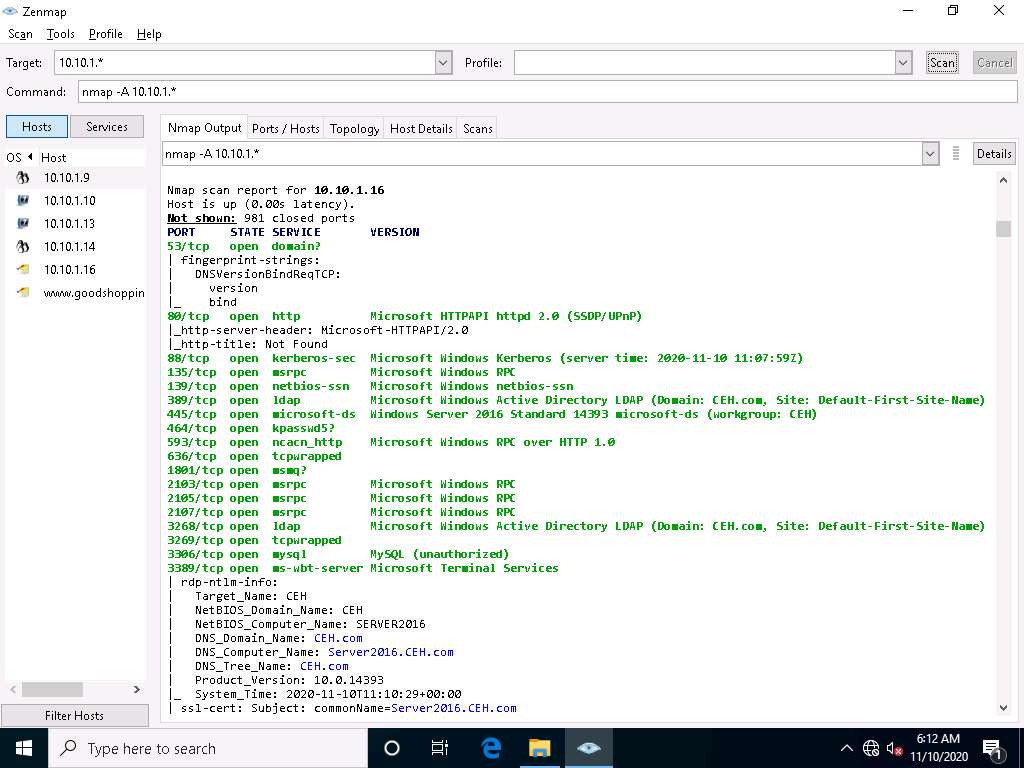 Zenmap
Scan Tools Profile Help
Target: 10.10.1.* Profile: Scan Cancel
Command: nmap -A 10.10.1.*
Hosts Services
OS Host
10.10.1.9
10.10.1.10
10.10.1.13
10.10.1.14
10.10.1.16
www.goodshoppin
Filter Hosts
Nmap Output Ports / Hosts Topology Host Details Scans
nmap -A 10.10.1.* Details
Nmap scan report for 10.10.1.16
Host is up (0.00s latency).
Not shown: 981 closed ports
PORT STATE SERVICE VERSION
53/tcp open domain?
| fingerprint-strings:
| DNSVersionBindReqTCP:
| version
|_ bind
80/tcp open http Microsoft HTTPAPI httpd 2.0 (SSDP/UPnP)
|_http-server-header: Microsoft-HTTPAPI/2.0
|_http-title: Not Found
88/tcp open kerberos-sec Microsoft Windows Kerberos (server time: 2020-11-10 11:07:59Z)
135/tcp open msrpc Microsoft Windows RPC
139/tcp open netbios-ssn Microsoft Windows netbios-ssn
389/tcp open ldap Microsoft Windows Active Directory LDAP (Domain: CEH.com, Site: Default-First-Site-Name)
445/tcp open microsoft-ds Windows Server 2016 Standard 14393 microsoft-ds (workgroup: CEH)
464/tcp open kpasswd5?
593/tcp open ncacn_http Microsoft Windows RPC over HTTP 1.0
636/tcp open tcpwrapped
1801/tcp open msmq?
2103/tcp open msrpc Microsoft Windows RPC
2105/tcp open msrpc Microsoft Windows RPC
2107/tcp open msrpc Microsoft Windows RPC
3268/tcp open ldap Microsoft Windows Active Directory LDAP (Domain: CEH.com, Site: Default-First-Site-Name)
3269/tcp open tcpwrapped
3306/tcp open mysql MySQL (unauthorized)
3389/tcp open ms-wbt-server Microsoft Terminal Services
| rdp-ntlm-info:
| Target_Name: CEH
| NetBIOS_Domain_Name: CEH
| NetBIOS_Computer_Name: SERVER2016
| DNS_Domain_Name: CEH.com
| DNS_Computer_Name: Server2016.CEH.com
| DNS_Tree_Name: CEH.com
| Product_Version: 10.0.14393
|_ System_Time: 2020-11-10T11:10:29+00:00
| ssl-cert: Subject: commonName=Server2016.CEH.com
Type here to search
6:12 AM
11/10/2020
1